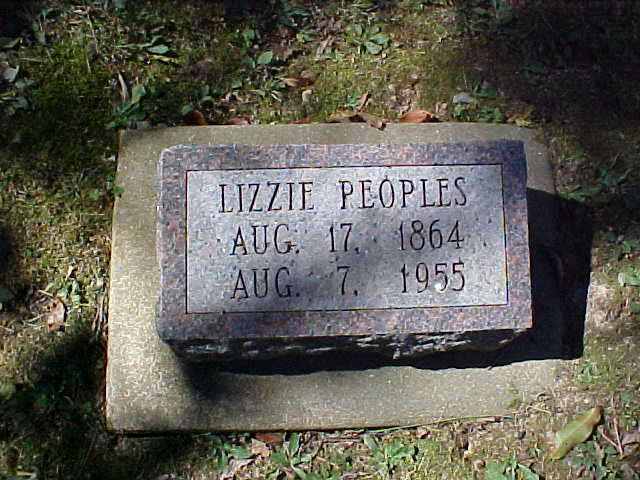 LIZZIE PEOPLES
AUG. 17. 1864
AUG. 7. 1955